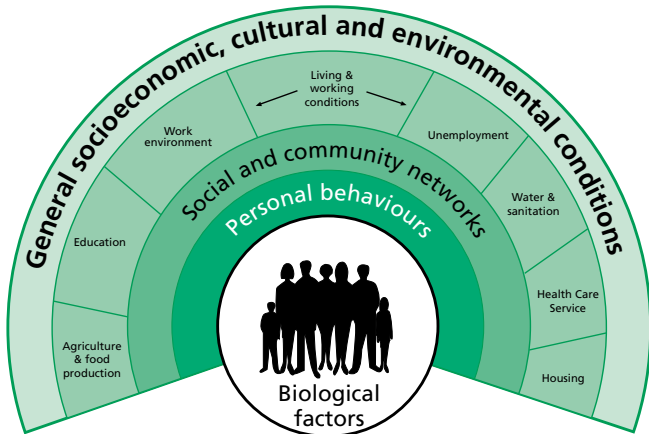 General socioeconomic, cultural and environmental conditions
Living &
working
conditions
Work
environment
Unemployment
Social and community networks
Personal behaviours
Education
Water &
sanitation
Agriculture
& food
production
Health Care
Service
Housing
Biological
factors